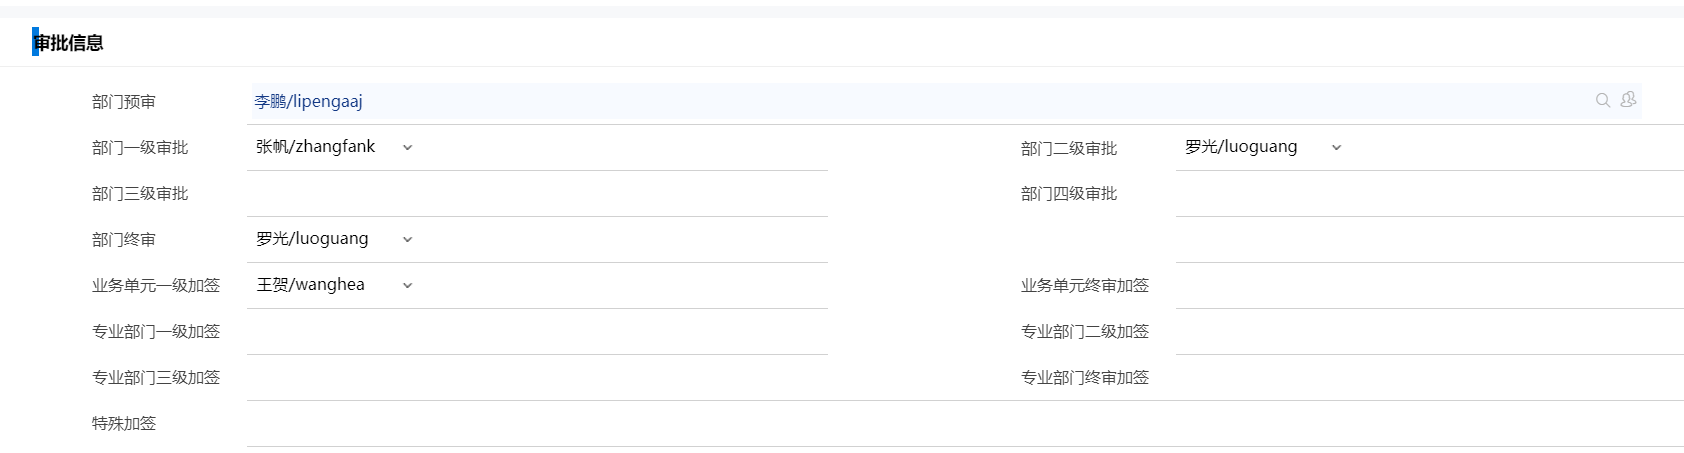 审批信息
部门预审 李鹏/lipengaaj
部门一级审批 张帆/zhangfank 部门二级审批 罗光/luoguang
部门三级审批 部门四级审批
部门终审 罗光/luoguang
业务单元一级加签 王贺/wanghea 业务单元终审加签
专业部门一级加签 专业部门二级加签
专业部门三级加签 专业部门终审加签
特殊加签